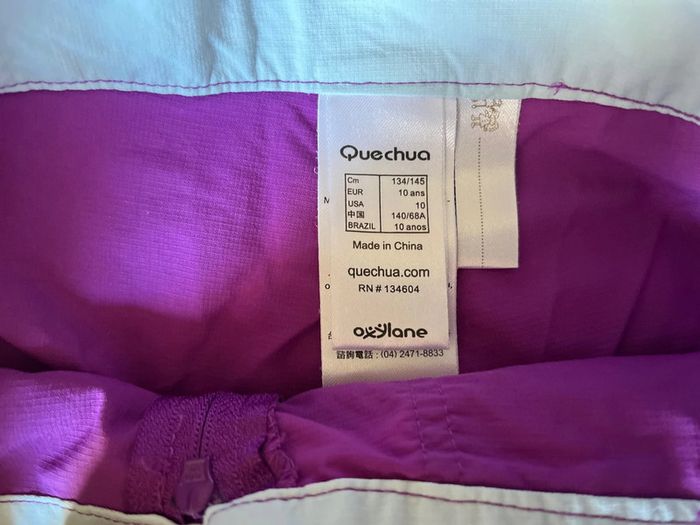 Quechua
Cm 134/145
EUR 10 ans
USA 10
中国 140/68A
BRAZIL 10 anos
Made in China
quechua.com
RN # 134604
oxylane
諮詢電話 : (04) 2471-8833